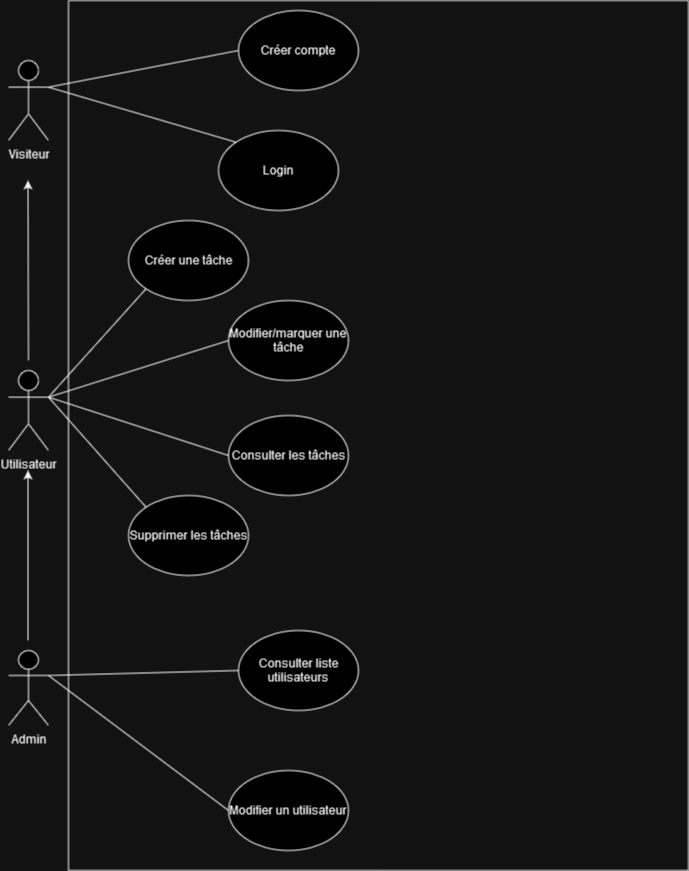 Créer compte
Visiteur
Login
Créer une tâche
Modifier/marquer une
tâche
Utilisateur
Consulter les tâches
Supprimer les tâches
Consulter liste
utilisateurs
Admin
Modifier un utilisateur